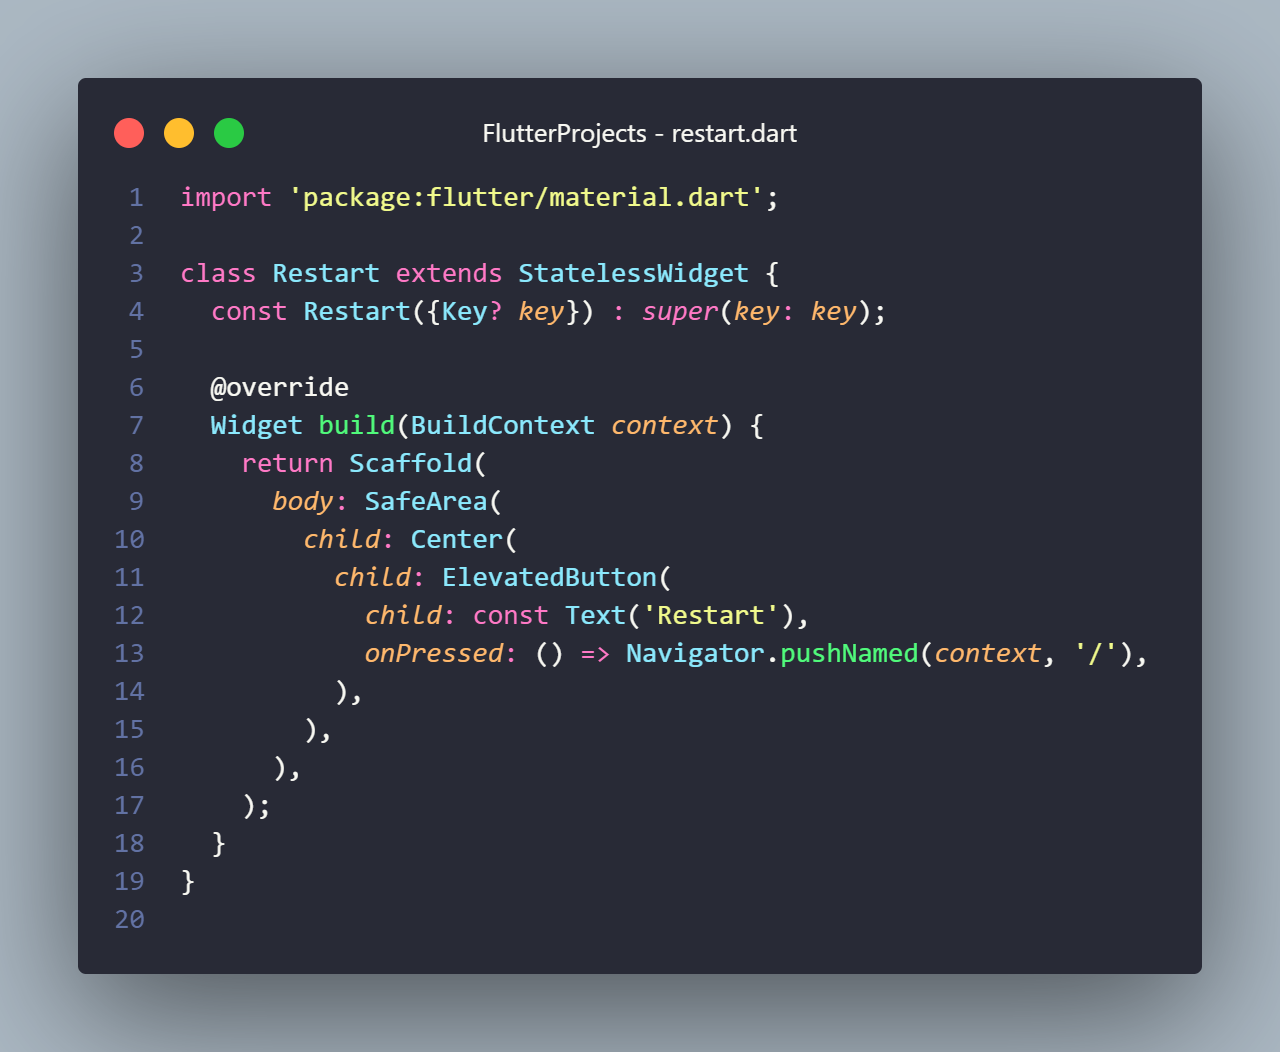 FlutterProjects - restart.dart
1 import 'package:flutter/material.dart';
2
3 class Restart extends StatelessWidget {
4   const Restart({Key? key}) : super(key: key);
5
6   @override
7   Widget build(BuildContext context) {
8     return Scaffold(
9       body: SafeArea(
10         child: Center(
11           child: ElevatedButton(
12             child: const Text('Restart'),
13             onPressed: () => Navigator.pushNamed(context, '/'),
14           ),
15         ),
16       ),
17     );
18   }
19 }
20